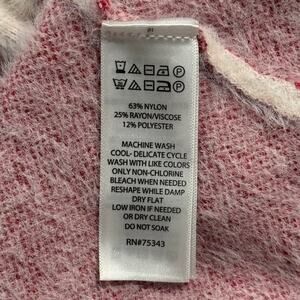 63% NYLON
25% RAYON/VISCOSE
12% POLYESTER
MACHINE WASH
COOL- DELICATE CYCLE
WASH WITH LIKE COLORS
ONLY NON-CHLORINE
BLEACH WHEN NEEDED
RESHAPE WHILE DAMP
DRY FLAT
LOW IRON IF NEEDED
OR DRY CLEAN
DO NOT SOAK
RN#75343